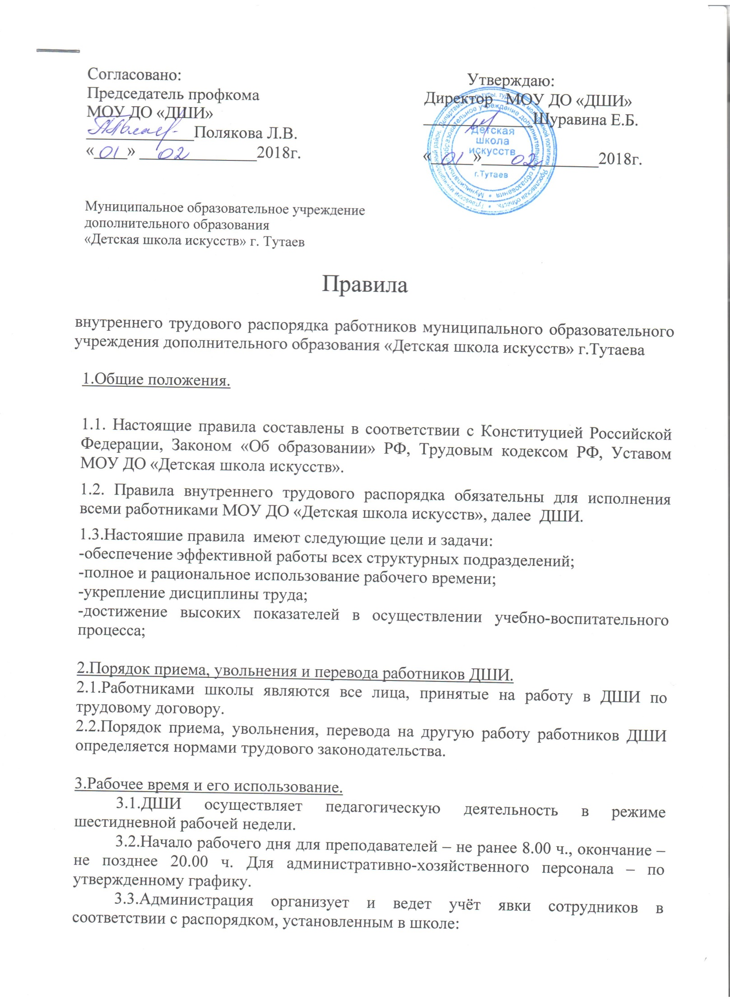 Согласовано:
Председатель профкома
МОУ ДО «ДШИ»
Полякова Л.В.
«01» 02 2018г.
Утверждаю:
Директор МОУ ДО «ДШИ»
Шуравина Е.Б.
«01» 02 2018г.
Детская
школа
искусств
г.Тутаев
Муниципальное образовательное учреждение дополнительного образования
Муниципальное образовательное учреждение
дополнительного образования
«Детская школа искусств» г. Тутаев
Правила
внутреннего трудового распорядка работников муниципального образовательного
учреждения дополнительного образования «Детская школа искусств» г.Тутаева
1.Общие положения.
1.1. Настоящие правила составлены в соответствии с Конституцией Российской
Федерации, Законом «Об образовании» РФ, Трудовым кодексом РФ, Уставом
МОУ ДО «Детская школа искусств».
1.2. Правила внутреннего трудового распорядка обязательны для исполнения
всеми работниками МОУ ДО «Детская школа искусств», далее ДШИ.
1.3.Настояшие правила имеют следующие цели и задачи:
-обеспечение эффективной работы всех структурных подразделений;
-полное и рациональное использование рабочего времени;
-укрепление дисциплины труда;
-достижение высоких показателей в осуществлении учебно-воспитательного
процесса;
2.Порядок приема, увольнения и перевода работников ДШИ.
2.1.Работниками школы являются все лица, принятые на работу в ДШИ по
трудовому договору.
2.2.Порядок приема, увольнения, перевода на другую работу работников ДШИ
определяется нормами трудового законодательства.
3.Рабочее время и его использование.
3.1.ДШИ осуществляет педагогическую деятельность в режиме
шестидневной рабочей недели.
3.2.Начало рабочего дня для преподавателей – не ранее 8.00 ч., окончание –
не позднее 20.00 ч. Для административно-хозяйственного персонала – по
утвержденному графику.
3.3.Администрация организует и ведет учёт явки сотрудников в
соответствии с распорядком, установленным в школе: